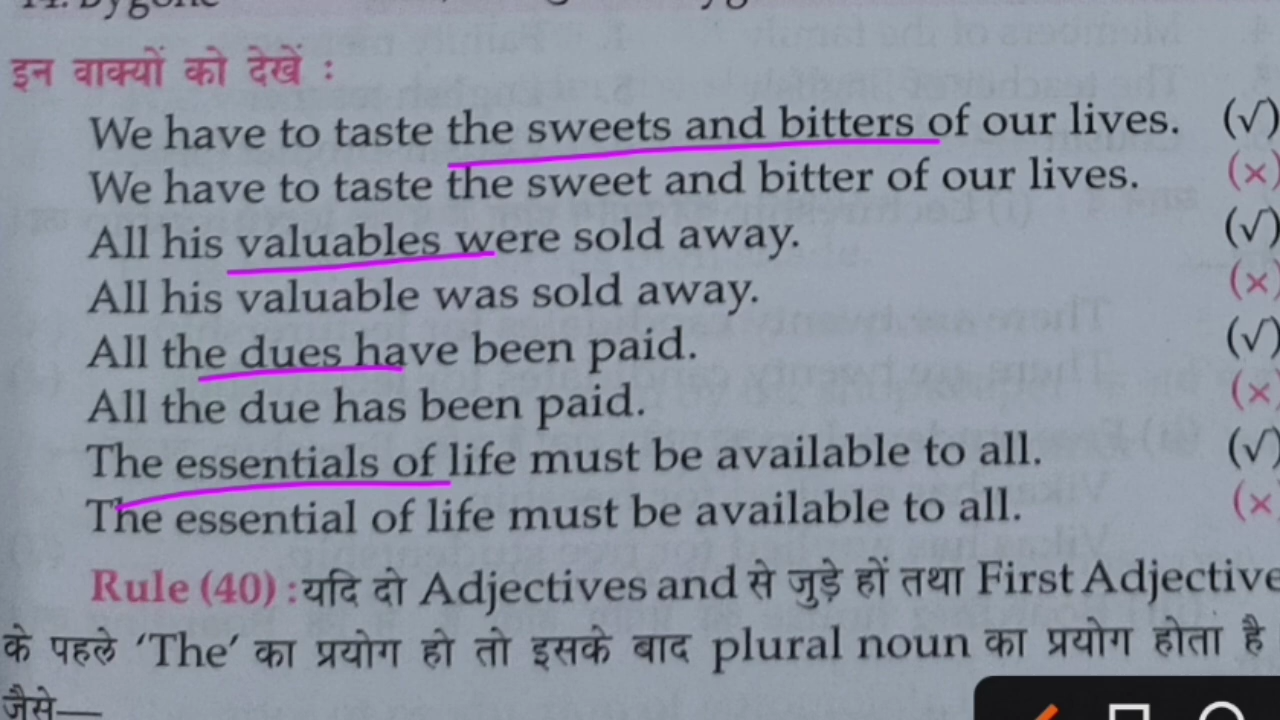 14. Bygone
इन वाक्यों को देखें :
We have to taste the sweets and bitters of our lives. (√)
We have to taste the sweet and bitter of our lives. (×)
All his valuables were sold away. (√)
All his valuable was sold away. (×)
All the dues have been paid. (√)
All the due has been paid. (×)
The essentials of life must be available to all. (√)
The essential of life must be available to all. (×)
Rule (40) : यदि दो Adjectives and से जुड़े हों तथा First Adjective
के पहले ‘The’ का प्रयोग हो तो इसके बाद plural noun का प्रयोग होता है
जैसे—